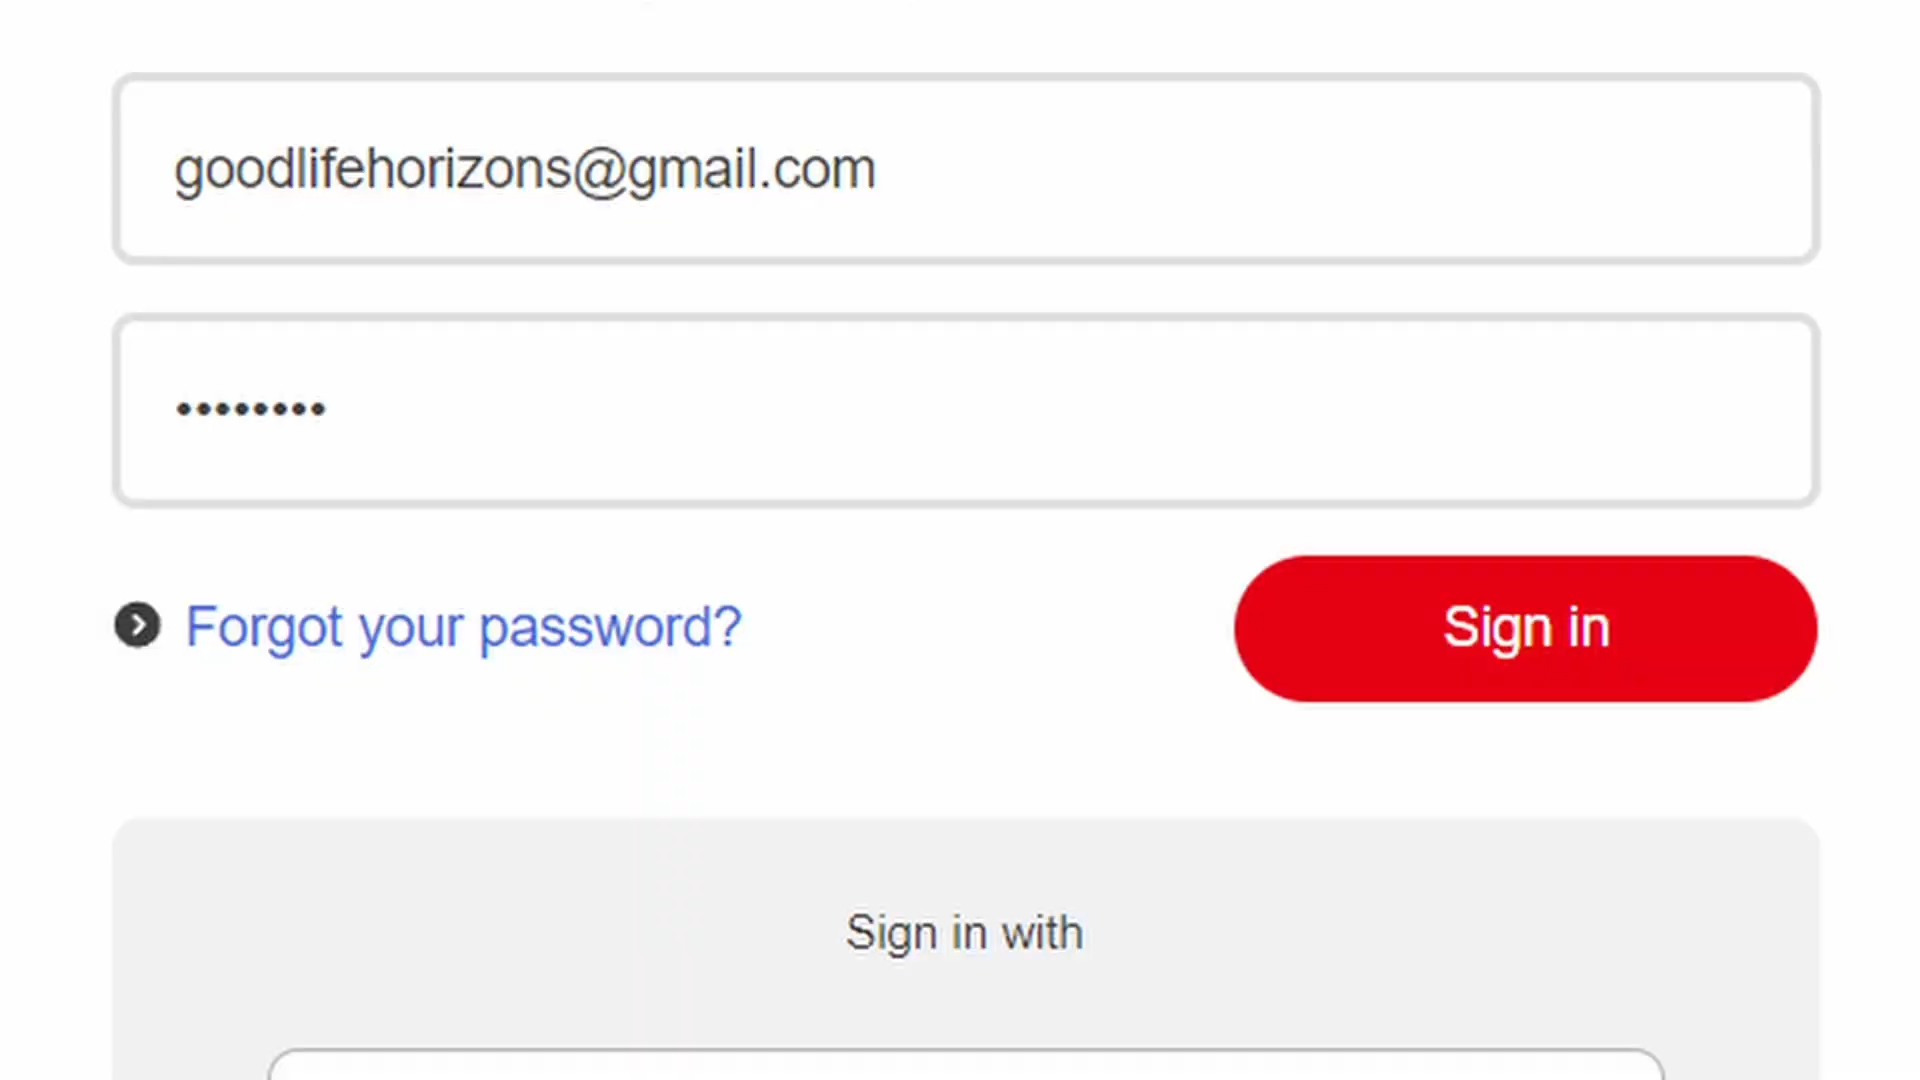 goodlifehorizons@gmail.com
••••••••
Forgot your password?
Sign in
Sign in with